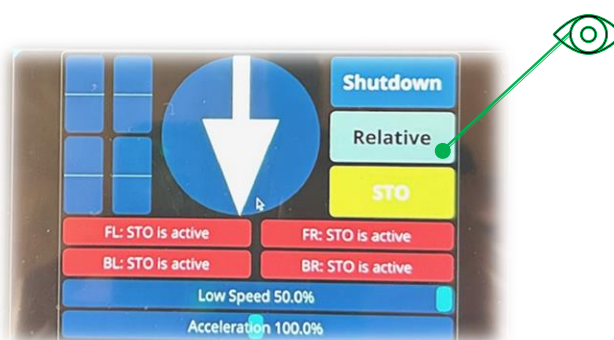 Shutdown
Relative
STO
FL: STO is active
FR: STO is active
BL: STO is active
BR: STO is active
Low Speed 50.0%
Acceleration 100.0%